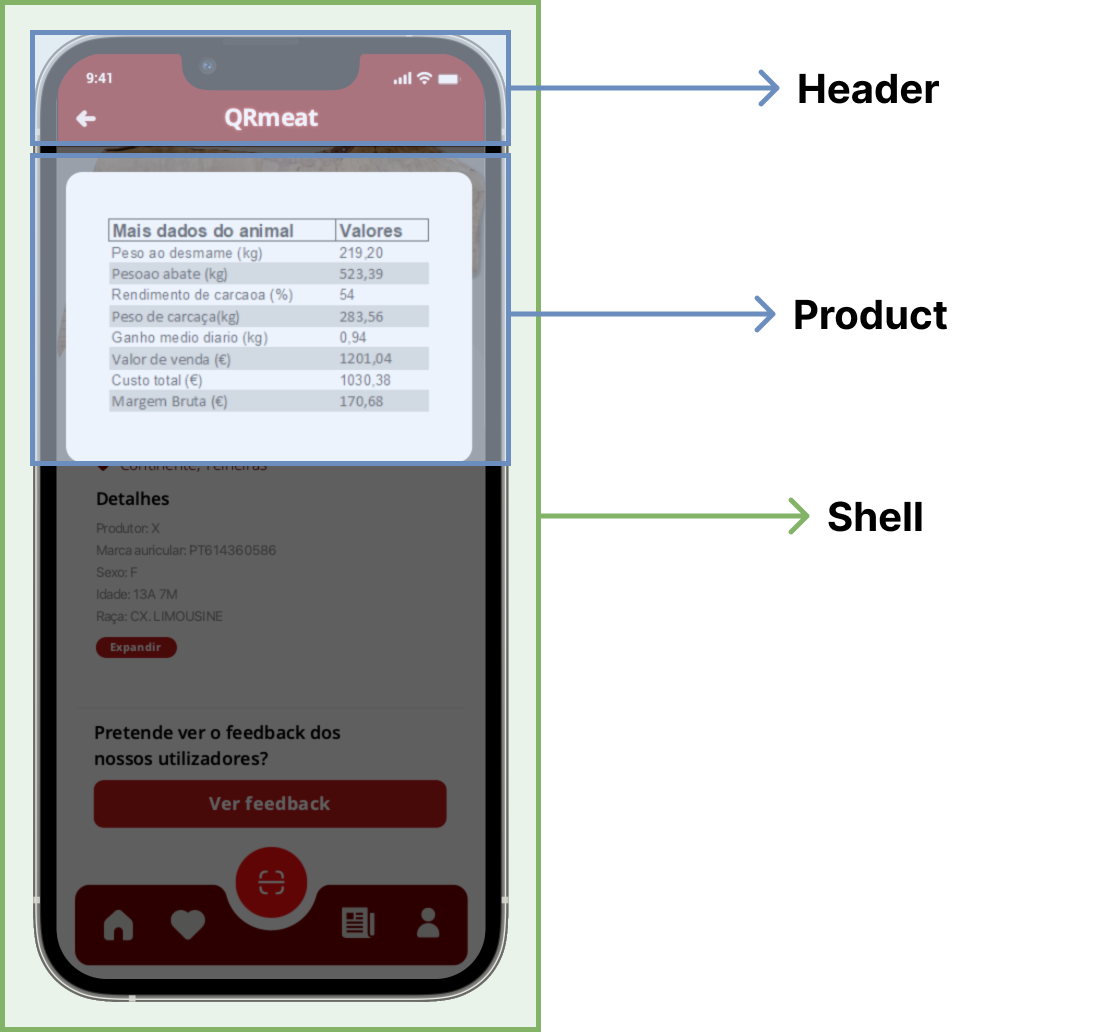 9:41
QRmeat
Header
Mais dados do animal Valores
Peso ao desmame (kg) 219,20
Pesoao abate (kg) 523,39
Rendimento de carcaoa (%) 54
Peso de carcaça(kg) 283,56
Ganho medio diario (kg) 0,94
Valor de venda (€) 1201,04
Custo total (€) 1030,38
Margem Bruta (€) 170,68
Product
Continente, Telheiras
Detalhes
Produtor: X
Marca auricular: PT614360586
Sexo: F
Idade: 13A 7M
Raça: CX. LIMOUSINE
Expandir
Shell
Pretende ver o feedback dos
nossos utilizadores?
Ver feedback